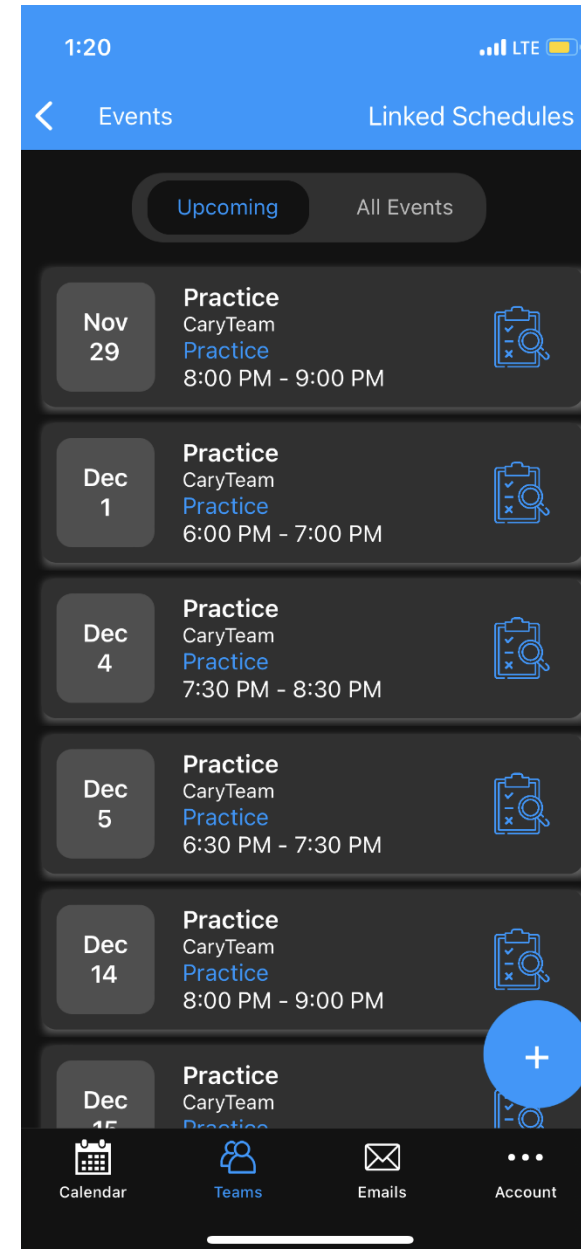 1:20
LTE
Events
Linked Schedules
Upcoming
All Events
Nov
29
Practice
CaryTeam
Practice
8:00 PM - 9:00 PM
Dec
1
Practice
CaryTeam
Practice
6:00 PM - 7:00 PM
Dec
4
Practice
CaryTeam
Practice
7:30 PM - 8:30 PM
Dec
5
Practice
CaryTeam
Practice
6:30 PM - 7:30 PM
Dec
14
Practice
CaryTeam
Practice
8:00 PM - 9:00 PM
Dec
15
Practice
CaryTeam
Practice
+
Calendar
Teams
Emails
Account